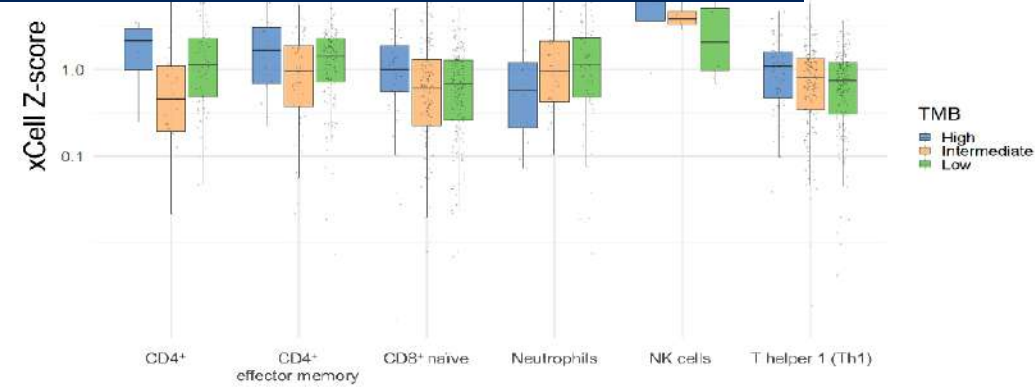 xCell Z-score
1.0
0.1
TMB
High
Intermediate
Low
CD4⁺
CD4⁺
effector memory
CD8⁺ naïve
Neutrophils
NK cells
T helper 1 (Th1)